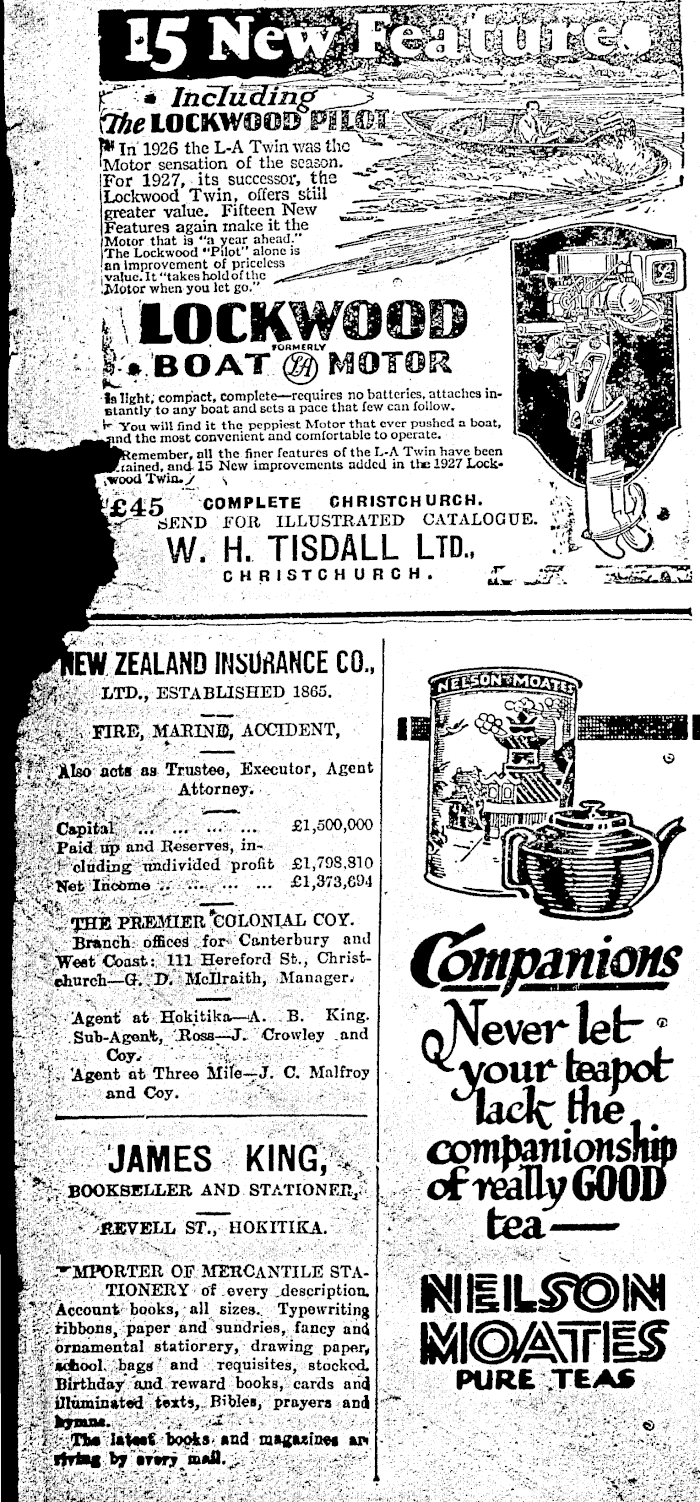 15 New Features
Including
The LOCKWOOD PILOT
In 1926 the L-A Twin was the
Motor sensation of the season.
For 1927, its successor, the
Lockwood Twin, offers still
greater value. Fifteen New
Features again make it the
Motor that is "a year ahead."
The Lockwood "Pilot" alone is
an improvement of priceless
value. It "takes hold of the
Motor when you let go."
LOCKWOOD
FORMERLY
BOAT LA MOTOR
Is light, compact, complete—requires no batteries, attaches in-
stantly to any boat and sets a pace that few can follow.
You will find it the peppiest Motor that ever pushed a boat,
and the most convenient and comfortable to operate.
Remember, all the finer features of the L-A Twin have been
tained, and 15 New improvements added in the 1927 Lock-
wood Twin.
£45 COMPLETE CHRISTCHURCH.
SEND FOR ILLUSTRATED CATALOGUE.
W. H. TISDALL LTD.,
CHRISTCHURCH.
NEW ZEALAND INSURANCE CO.,
LTD., ESTABLISHED 1865.
FIRE, MARINE, ACCIDENT,
Also acts as Trustee, Executor, Agent
Attorney.
Capital ... ... ... ... £1,500,000
Paid up and Reserves, in-
cluding undivided profit £1,798,810
Net Income .. ... ... ... £1,373,694
THE PREMIER COLONIAL COY.
Branch offices for Canterbury and
West Coast: 111 Hereford St., Christ-
church—G. D. McIlraith, Manager.
Agent at Hokitika—A. B. King.
Sub-Agent, Ross—J. Crowley and
Coy.
Agent at Three Mile—J. C. Malfroy
and Coy.
JAMES KING,
BOOKSELLER AND STATIONER,
REVELL ST., HOKITIKA.
MPORTER OF MERCANTILE STA-
TIONERY of every description.
Account books, all sizes. Typewriting
ribbons, paper and sundries, fancy and
ornamental statiorery, drawing paper,
school bags and requisites, stocked.
Birthday and reward books, cards and
illuminated texts, Bibles, prayers and
hymns.
The latest books and magazines ar-
riving by every mail.
NELSON MOATES
Companions
Never let
your teapot
lack the
companionship
of really GOOD
tea—
NELSON
MOATES
PURE TEAS